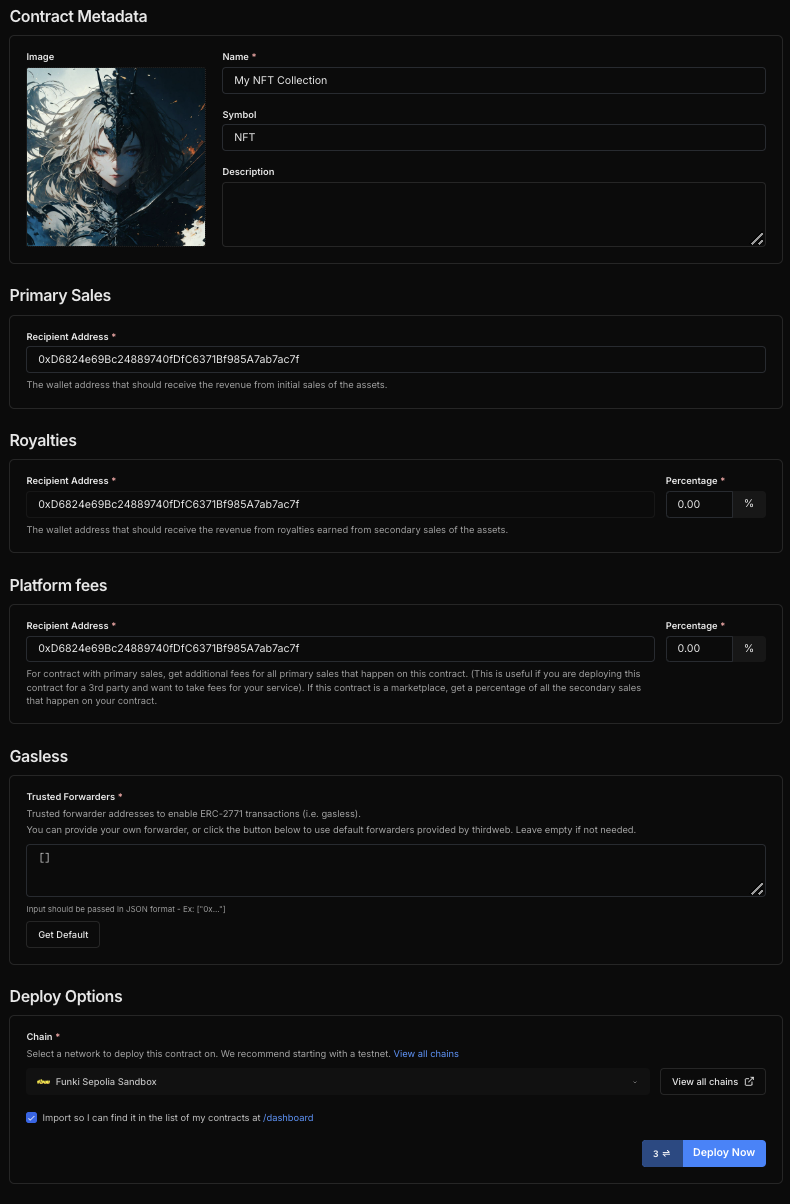 Contract Metadata
Image
Name *
My NFT Collection
Symbol
NFT
Description
Primary Sales
Recipient Address *
0xD6824e69Bc24889740fDfC6371Bf985A7ab7ac7f
The wallet address that should receive the revenue from initial sales of the assets.
Royalties
Recipient Address *
Percentage *
0xD6824e69Bc24889740fDfC6371Bf985A7ab7ac7f
0.00 %
The wallet address that should receive the revenue from royalties earned from secondary sales of the assets.
Platform fees
Recipient Address *
Percentage *
0xD6824e69Bc24889740fDfC6371Bf985A7ab7ac7f
0.00 %
For contract with primary sales, get additional fees for all primary sales that happen on this contract. (This is useful if you are deploying this
contract for a 3rd party and want to take fees for your service). If this contract is a marketplace, get a percentage of all the secondary sales
that happen on your contract.
Gasless
Trusted Forwarders *
Trusted forwarder addresses to enable ERC-2771 transactions (i.e. gasless).
You can provide your own forwarder, or click the button below to use default forwarders provided by thirdweb. Leave empty if not needed.
[]
Input should be passed in JSON format - Ex: ["0x..."]
Get Default
Deploy Options
Chain *
Select a network to deploy this contract on. We recommend starting with a testnet. View all chains
Funki Sepolia Sandbox
View all chains
Import so I can find it in the list of my contracts at /dashboard
3 ⇌ Deploy Now